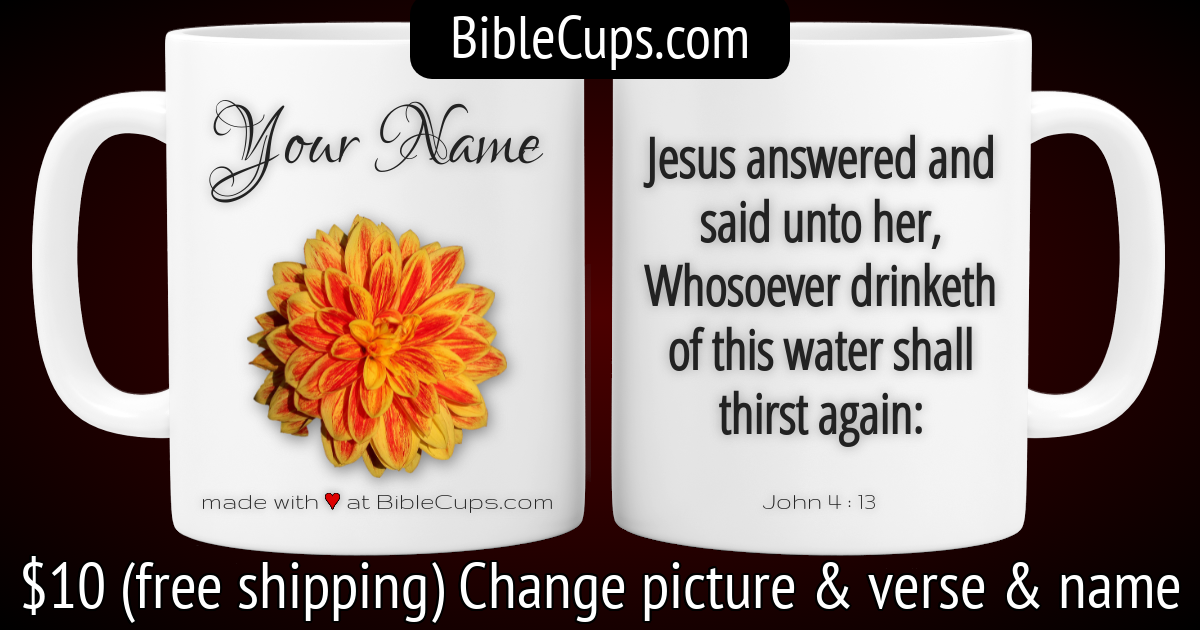 BibleCups.com
Your Name
made with ♥ at BibleCups.com
Jesus answered and
said unto her,
Whosoever drinketh
of this water shall
thirst again:
John 4 : 13
$10 (free shipping) Change picture & verse & name